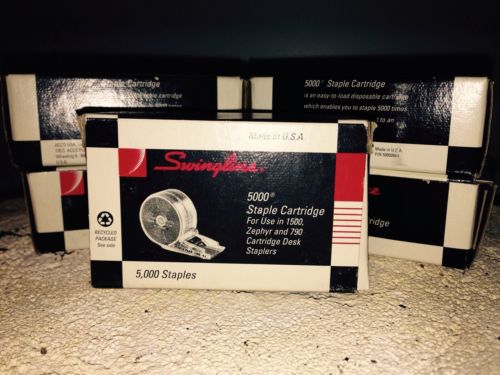 Staple Cartridge
5000® Staple Cartridge
is an easy-to-load disposable cartridge
which enables you to staple 5000 times
Made in U.S.A.
Made in U.S.A
Swingline®
5000®
Staple Cartridge
For Use in 1500,
Zephyr and 790
Cartridge Desk
Staplers
RECYCLED
PACKAGE
See side
5,000 Staples
U.S.A.